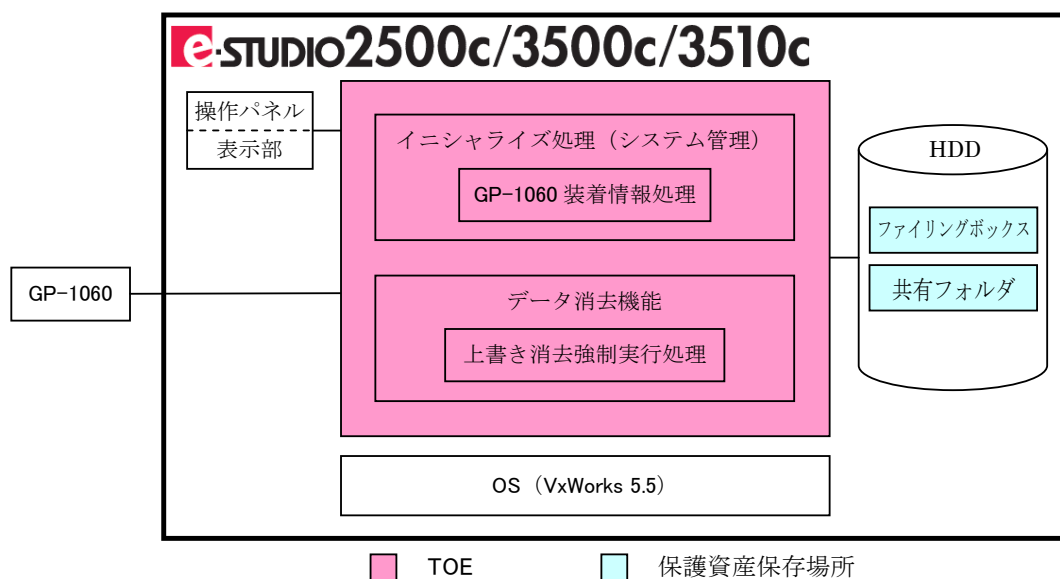 e-STUDIO2500c/3500c/3510c
操作パネル
表示部
イニシャライズ処理（システム管理）
GP-1060 装着情報処理
HDD
ファイリングボックス
共有フォルダ
GP-1060
データ消去機能
上書き消去強制実行処理
OS（VxWorks 5.5）
TOE
保護資産保存場所